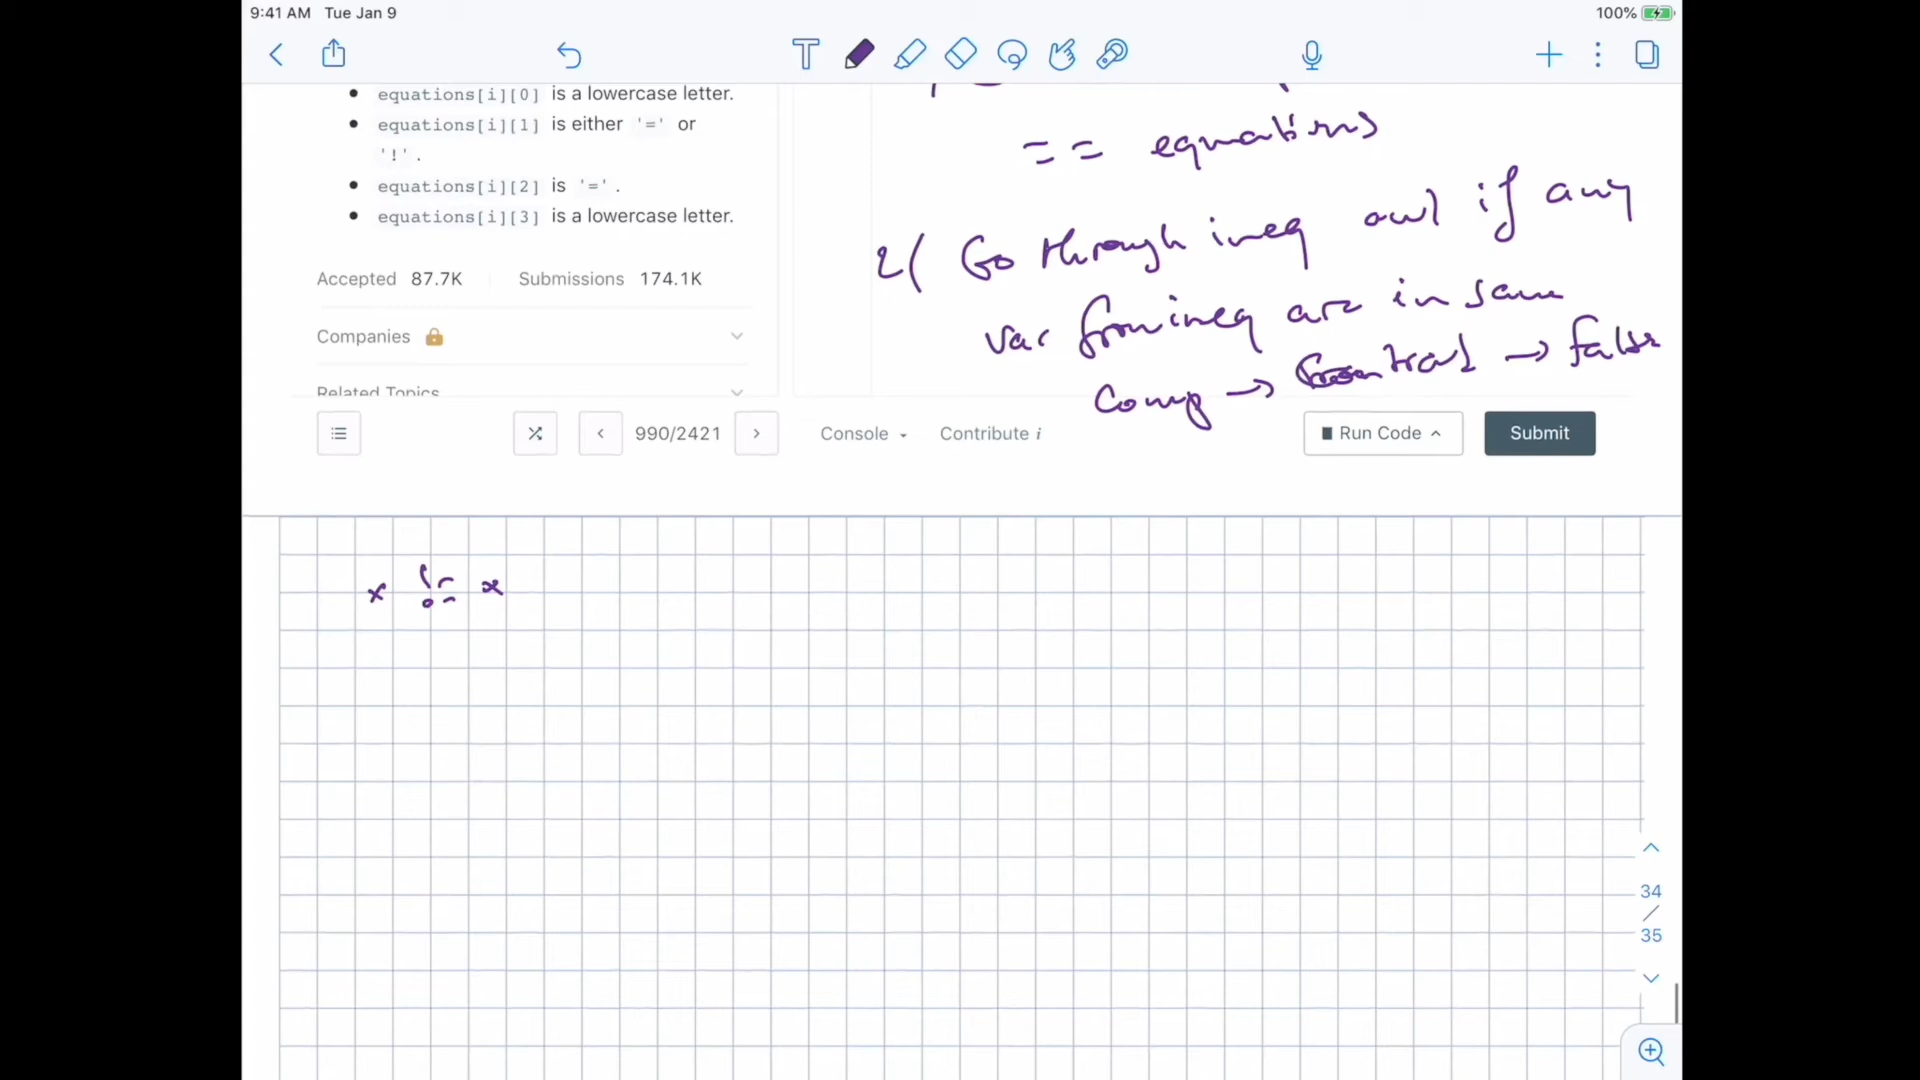 9:41 AM Tue Jan 9
100%
equations[i][0] is a lowercase letter.
equations[i][1] is either '=' or
'!'.
equations[i][2] is '='.
equations[i][3] is a lowercase letter.
Accepted 87.7K Submissions 174.1K
Companies
Related Topics
== equations
2( Go through ineq and if any
var from ineq are in same
comp → → false
990/2421 Console Contribute i Run Code Submit
x != x
34
35